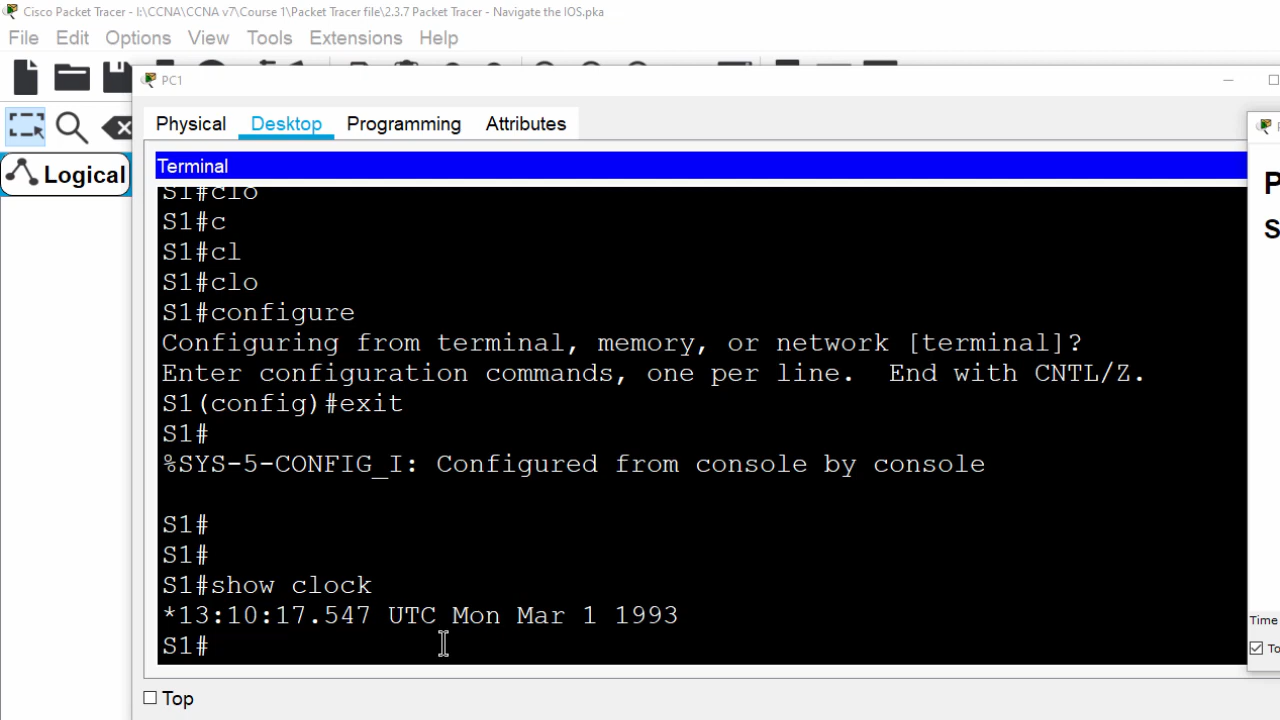 Cisco Packet Tracer - I:\CCNA\CCNA v7\Course 1\Packet Tracer file\2.3.7 Packet Tracer - Navigate the IOS.pka
File Edit Options View Tools Extensions Help
PC1
Physical Desktop Programming Attributes
Logical
Terminal
S1#clo
S1#c
S1#cl
S1#clo
S1#configure
Configuring from terminal, memory, or network [terminal]?
Enter configuration commands, one per line. End with CNTL/Z.
S1(config)#exit
S1#
%SYS-5-CONFIG_I: Configured from console by console
S1#
S1#
S1#show clock
*13:10:17.547 UTC Mon Mar 1 1993
S1#
Top
Time